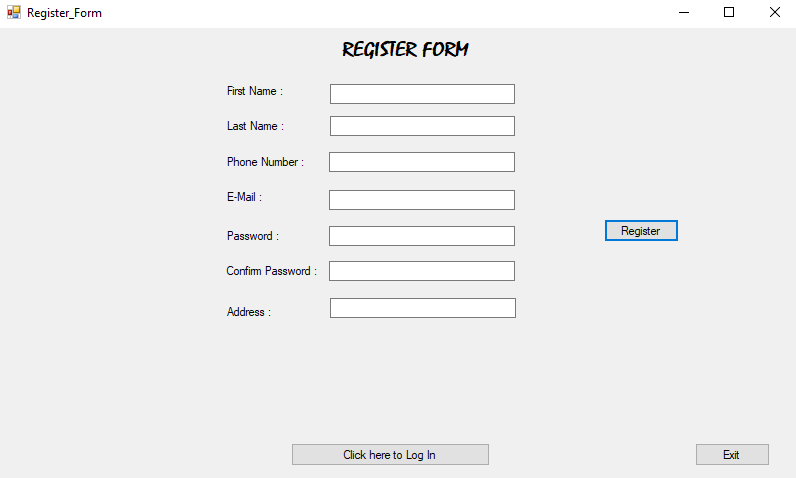 Register_Form
REGISTER FORM
First Name :
Last Name :
Phone Number :
E-Mail :
Password :
Register
Confirm Password :
Address :
Click here to Log In
Exit